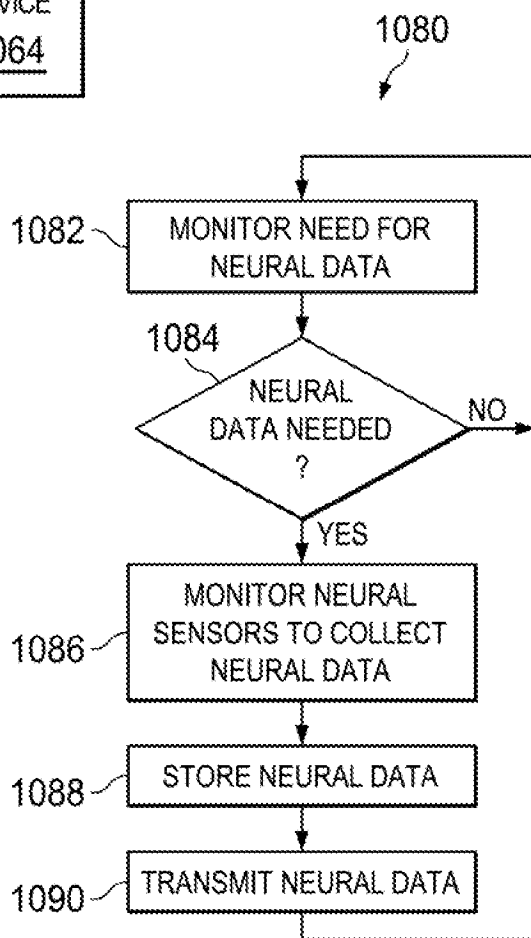 064
1080
1082
MONITOR NEED FOR
NEURAL DATA
1084
NEURAL
DATA NEEDED
?
NO
YES
1086
MONITOR NEURAL
SENSORS TO COLLECT
NEURAL DATA
1088
STORE NEURAL DATA
1090
TRANSMIT NEURAL DATA